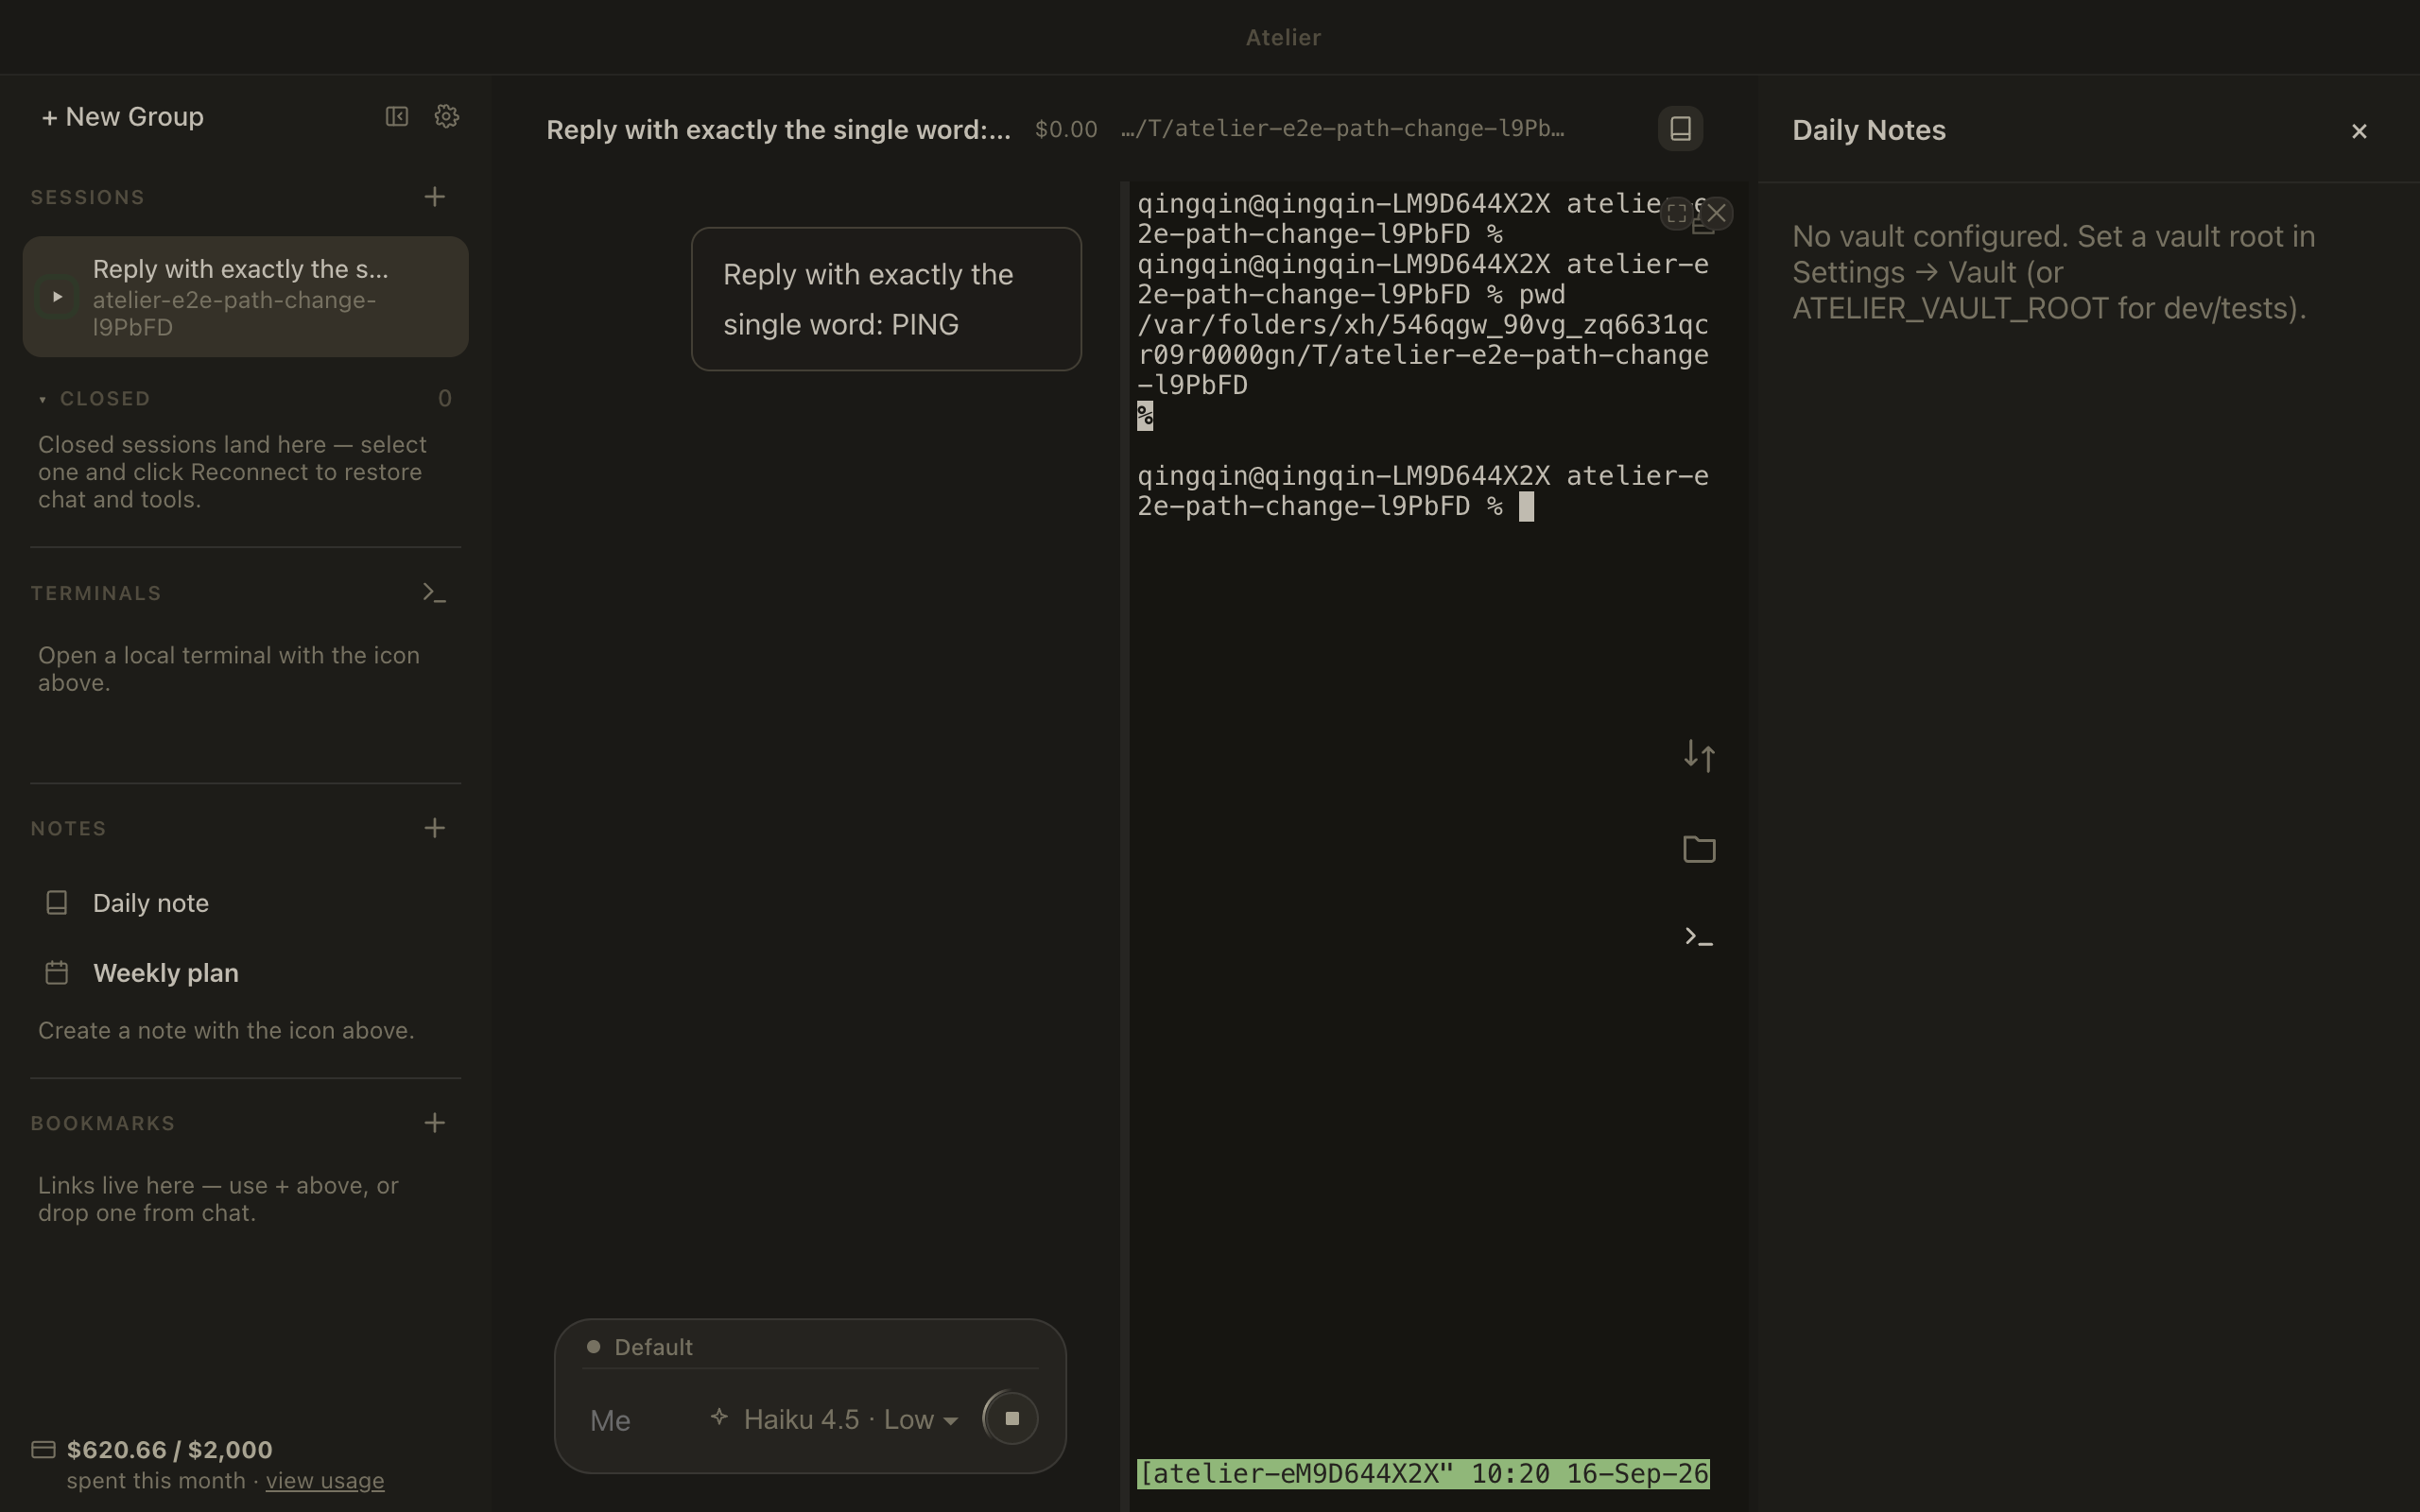 Atelier
+ New Group
SESSIONS
Reply with exactly the s...
atelier-e2e-path-change-
l9PbFD
CLOSED 0
Closed sessions land here — select
one and click Reconnect to restore
chat and tools.
TERMINALS
Open a local terminal with the icon
above.
NOTES
Daily note
Weekly plan
Create a note with the icon above.
BOOKMARKS
Links live here — use + above, or
drop one from chat.
$620.66 / $2,000
spent this month · view usage
Reply with exactly the single word:... $0.00 …/T/atelier-e2e-path-change-l9Pb…
Reply with exactly the
single word: PING
Default
Me Haiku 4.5 · Low
qingqin@qingqin-LM9D644X2X atelier-e
2e-path-change-l9PbFD %
qingqin@qingqin-LM9D644X2X atelier-e
2e-path-change-l9PbFD % pwd
/var/folders/xh/546qgw_90vg_zq6631qc
r09r0000gn/T/atelier-e2e-path-change
-l9PbFD
%
qingqin@qingqin-LM9D644X2X atelier-e
2e-path-change-l9PbFD %
[atelier-eM9D644X2X" 10:20 16-Sep-26
Daily Notes
No vault configured. Set a vault root in
Settings → Vault (or
ATELIER_VAULT_ROOT for dev/tests).